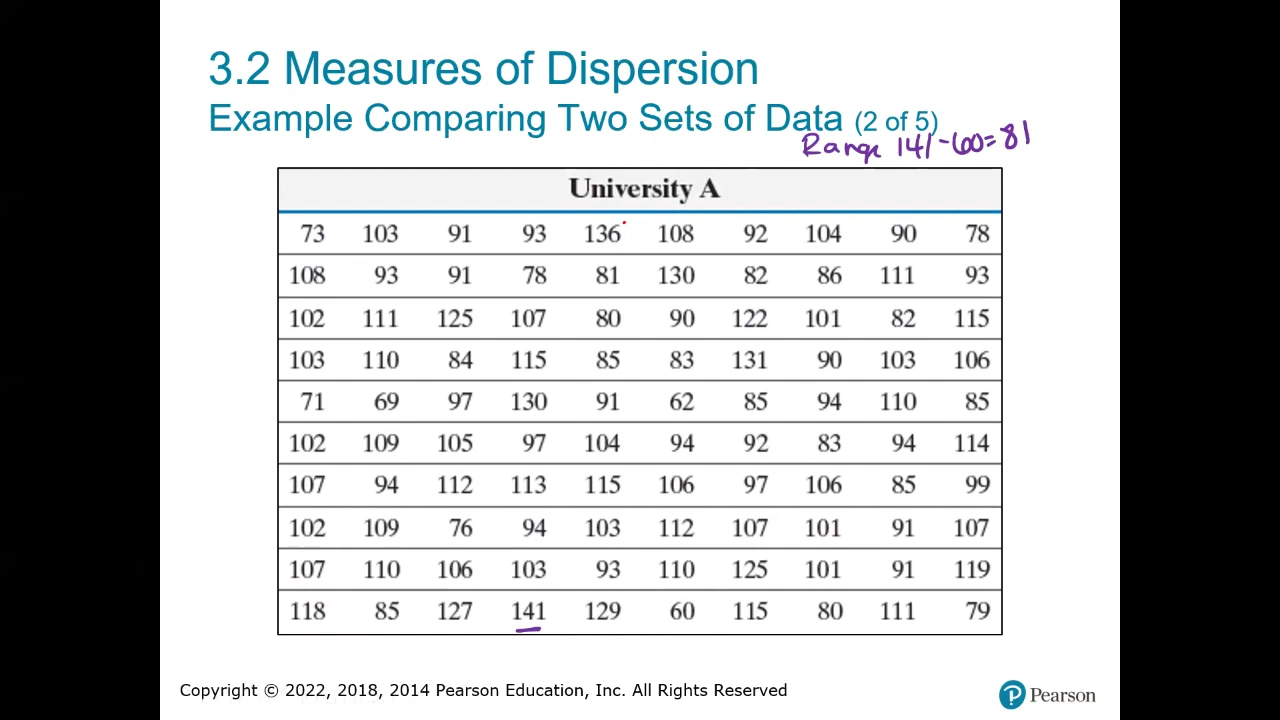 3.2 Measures of Dispersion
Example Comparing Two Sets of Data (2 of 5)
Range 141-60=81
University A
73 103 91 93 136 108 92 104 90 78
108 93 91 78 81 130 82 86 111 93
102 111 125 107 80 90 122 101 82 115
103 110 84 115 85 83 131 90 103 106
71 69 97 130 91 62 85 94 110 85
102 109 105 97 104 94 92 83 94 114
107 94 112 113 115 106 97 106 85 99
102 109 76 94 103 112 107 101 91 107
107 110 106 103 93 110 125 101 91 119
118 85 127 141 129 60 115 80 111 79
Copyright © 2022, 2018, 2014 Pearson Education, Inc. All Rights Reserved
P Pearson